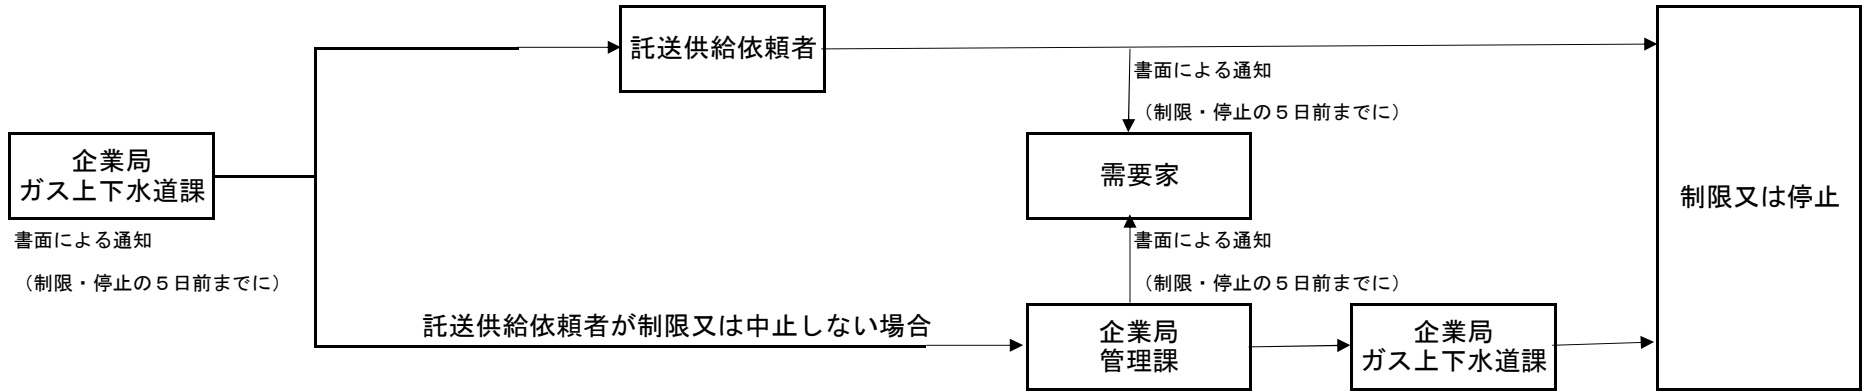 託送供給依頼者
書面による通知
（制限・停止の５日前までに）
企業局
ガス上下水道課
書面による通知
（制限・停止の５日前までに）
需要家
制限又は停止
書面による通知
（制限・停止の５日前までに）
託送供給依頼者が制限又は中止しない場合
企業局
管理課
企業局
ガス上下水道課